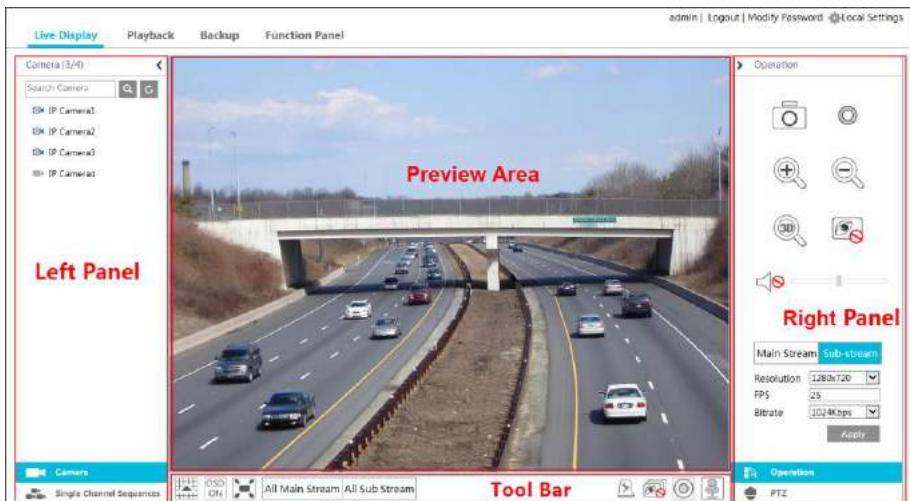 admin | Logout | Modify Password Local Settings
Live Display Playback Backup Function Panel
Camera (3/4)
Search Camera
IP Camera1
IP Camera2
IP Camera3
IP Camera4
Left Panel
Camera
Single Channel Sequences
Preview Area
OSD
ON
All Main Stream All Sub Stream
Tool Bar
Operation
3D
Right Panel
Main Stream Sub-stream
Resolution 1280x720
FPS 25
Bitrate 1024Kbps
Apply
Operation
PTZ